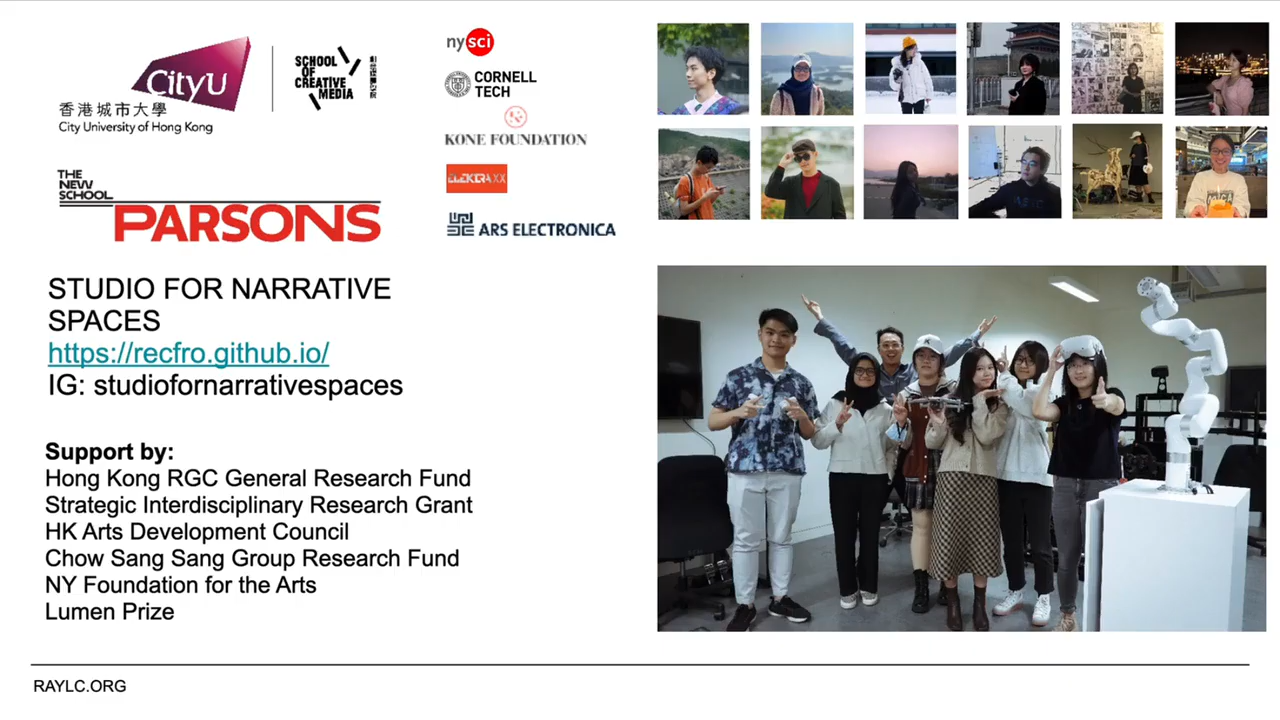 CityU
香港城市大學
City University of Hong Kong
SCHOOL
OF
CREATIVE
MEDIA
nysci
CORNELL
TECH
KONE FOUNDATION
ELEKTRA XX
ARS ELECTRONICA
THE
NEW
SCHOOL
PARSONS
STUDIO FOR NARRATIVE
SPACES
https://recfro.github.io/
IG: studiofornarrativespaces
Support by:
Hong Kong RGC General Research Fund
Strategic Interdisciplinary Research Grant
HK Arts Development Council
Chow Sang Sang Group Research Fund
NY Foundation for the Arts
Lumen Prize
RAYLC.ORG